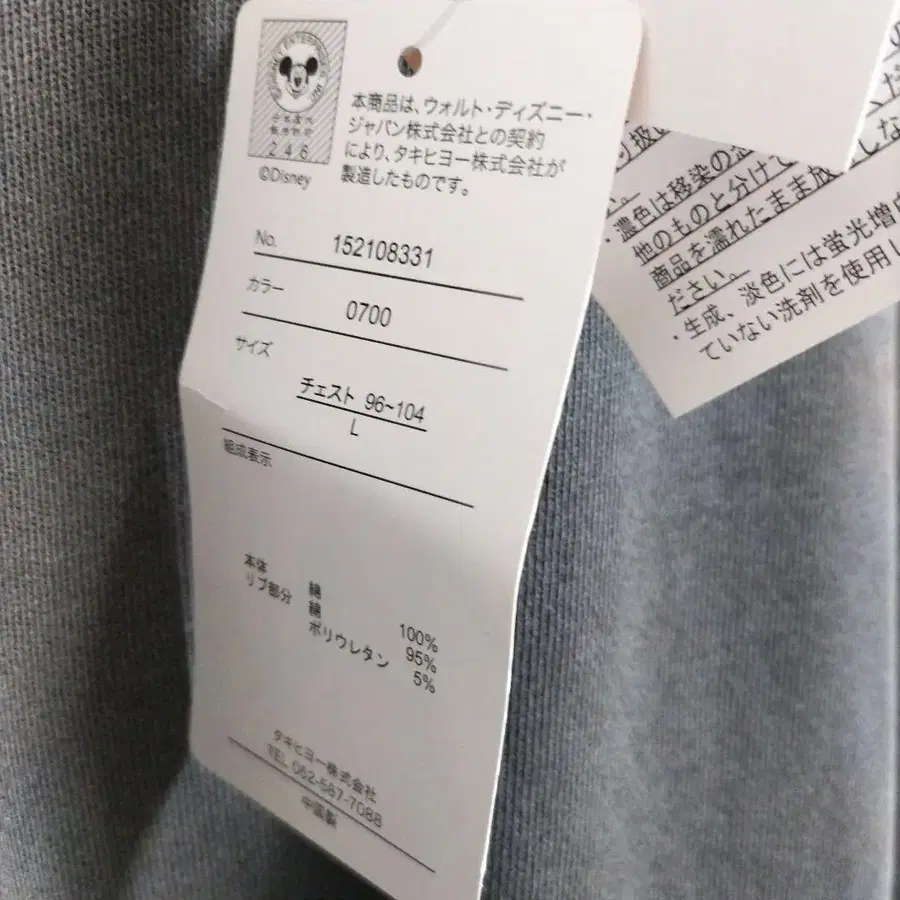 246
©Disney
本商品は、ウォルト・ディズニー・
ジャパン株式会社との契約
により、タキヒヨー株式会社が
製造したものです。
No. 152108331
カラー 0700
サイズ
チェスト 96~104
L
組成表示
本体 綿 100%
リブ部分 綿 95%
ポリウレタン 5%
タキヒヨー株式会社
TEL 052-587-7088
中国製
・濃色は移染の
他のものと分けて
商品を濡れたまま放
ださい。
・生成、淡色には蛍光増白
ていない洗剤を使用し